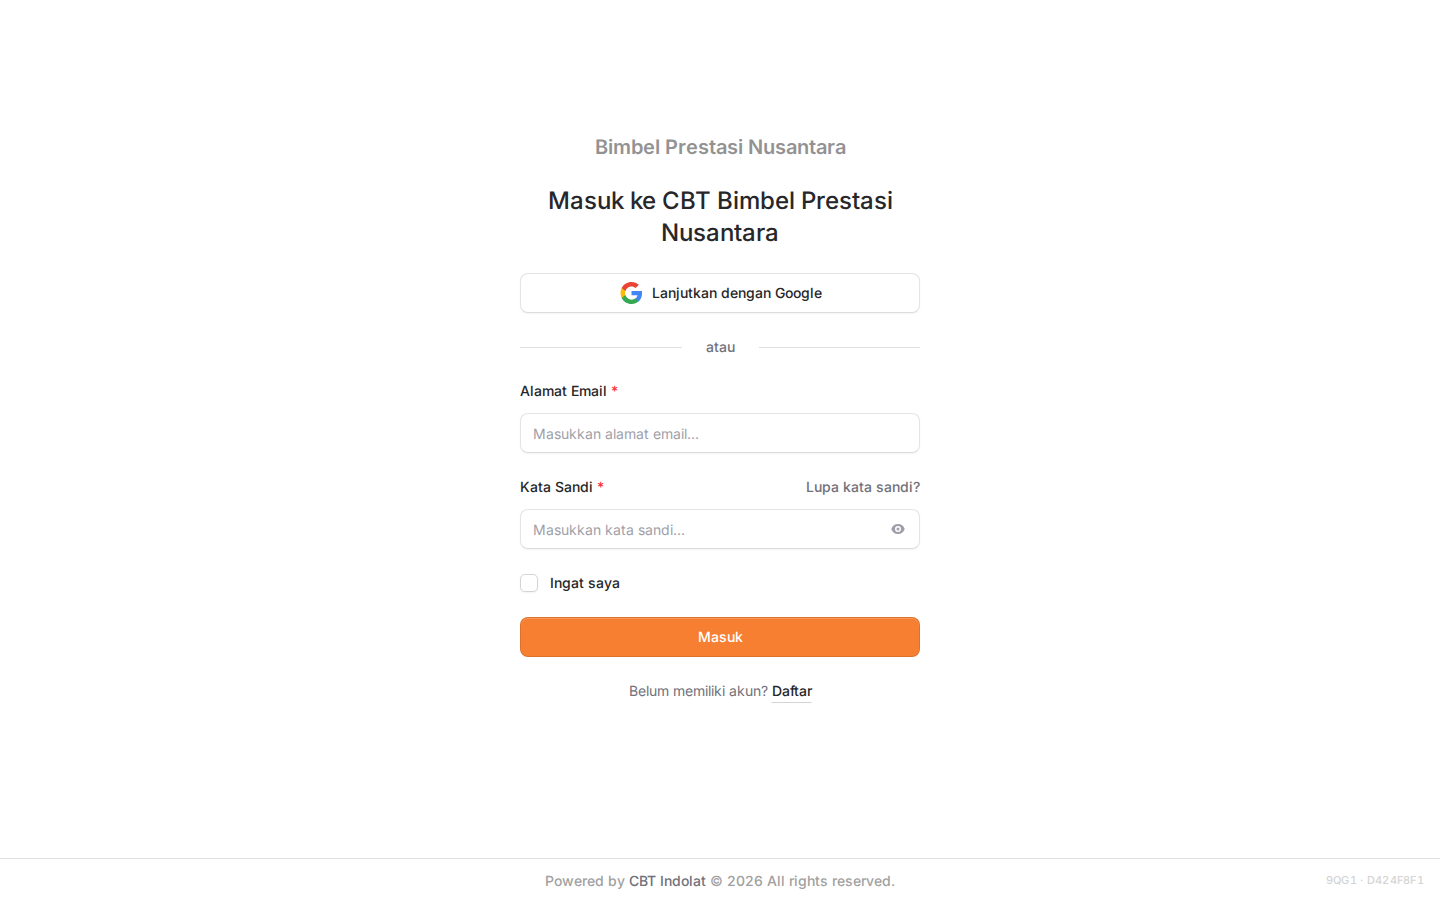 Bimbel Prestasi Nusantara
Masuk ke CBT Bimbel Prestasi
Nusantara
Lanjutkan dengan Google
atau
Alamat Email *
Masukkan alamat email...
Kata Sandi *
Lupa kata sandi?
Masukkan kata sandi...
Ingat saya
Masuk
Belum memiliki akun? Daftar
Powered by CBT Indolat © 2026 All rights reserved.
9QG1 · D424F8F1